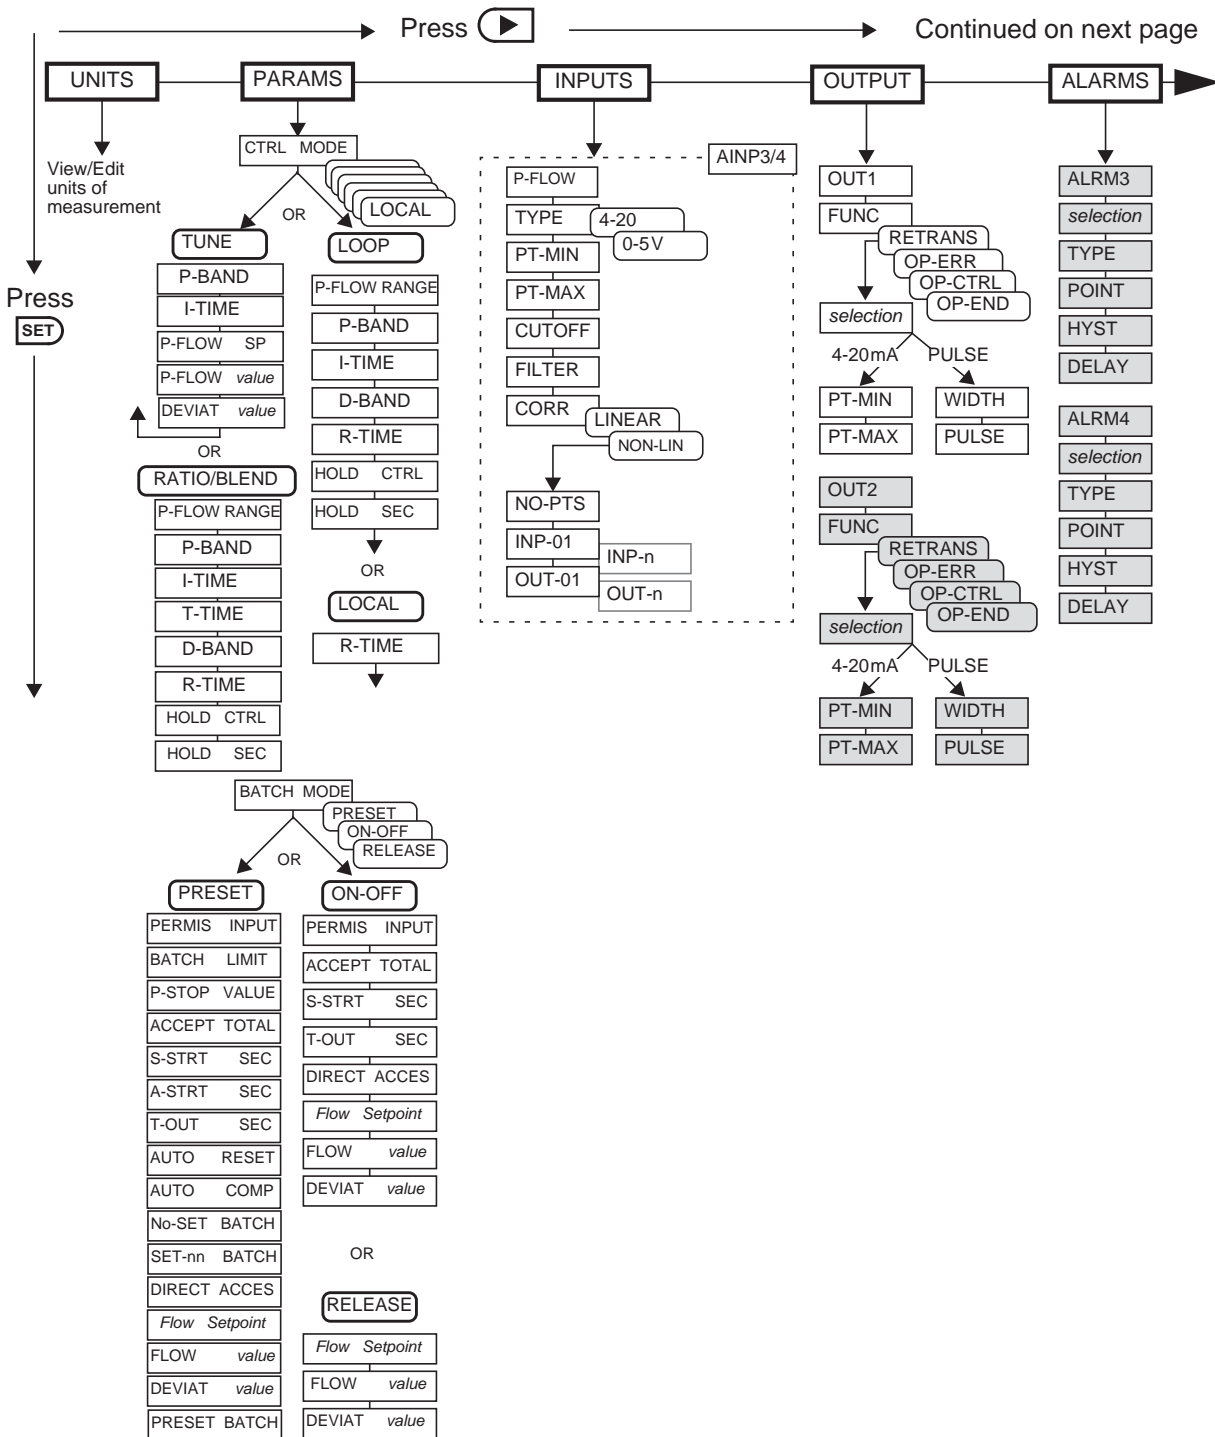 Press
Continued on next page
UNITS
PARAMS
INPUTS
OUTPUT
ALARMS
View/Edit
units of
measurement
Press
SET
CTRL MODE
LOCAL
OR
TUNE
P-BAND
I-TIME
P-FLOW SP
P-FLOW value
DEVIAT value
OR
RATIO/BLEND
P-FLOW RANGE
P-BAND
I-TIME
T-TIME
D-BAND
R-TIME
HOLD CTRL
HOLD SEC
LOOP
P-FLOW RANGE
P-BAND
I-TIME
D-BAND
R-TIME
HOLD CTRL
HOLD SEC
OR
LOCAL
R-TIME
BATCH MODE
PRESET
ON-OFF
RELEASE
OR
PRESET
PERMIS INPUT
BATCH LIMIT
P-STOP VALUE
ACCEPT TOTAL
S-STRT SEC
A-STRT SEC
T-OUT SEC
AUTO RESET
AUTO COMP
No-SET BATCH
SET-nn BATCH
DIRECT ACCES
Flow Setpoint
FLOW value
DEVIAT value
PRESET BATCH
ON-OFF
PERMIS INPUT
ACCEPT TOTAL
S-STRT SEC
T-OUT SEC
DIRECT ACCES
Flow Setpoint
FLOW value
DEVIAT value
OR
RELEASE
Flow Setpoint
FLOW value
DEVIAT value
AINP3/4
P-FLOW
TYPE
4-20
0-5V
PT-MIN
PT-MAX
CUTOFF
FILTER
CORR
LINEAR
NON-LIN
NO-PTS
INP-01
INP-n
OUT-01
OUT-n
OUT1
FUNC
RETRANS
OP-ERR
OP-CTRL
OP-END
selection
4-20mA
PULSE
PT-MIN
PT-MAX
WIDTH
PULSE
OUT2
FUNC
RETRANS
OP-ERR
OP-CTRL
OP-END
selection
4-20mA
PULSE
PT-MIN
PT-MAX
WIDTH
PULSE
ALRM3
selection
TYPE
POINT
HYST
DELAY
ALRM4
selection
TYPE
POINT
HYST
DELAY